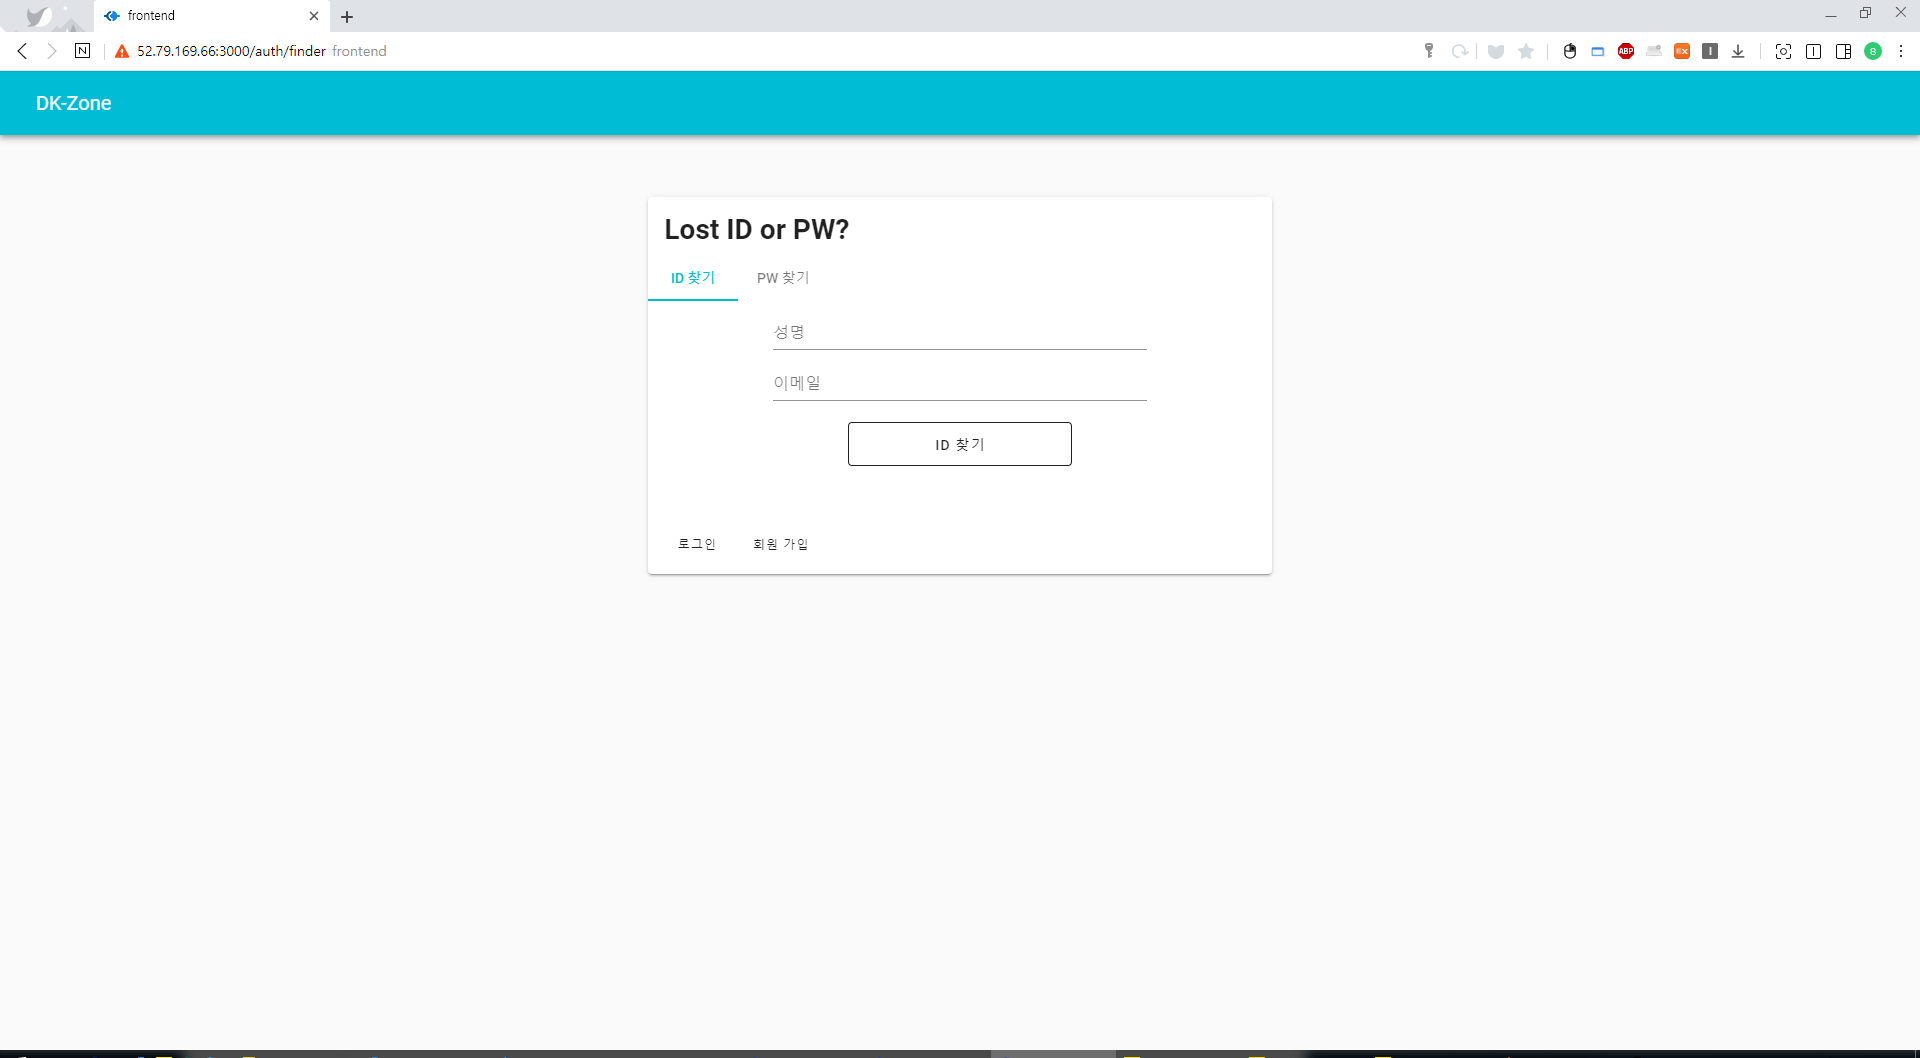 frontend
52.79.169.66:3000/auth/finder frontend
N
ABP
8
DK-Zone
Lost ID or PW?
ID 찾기 PW 찾기
성명
이메일
ID 찾기
로그인 회원 가입